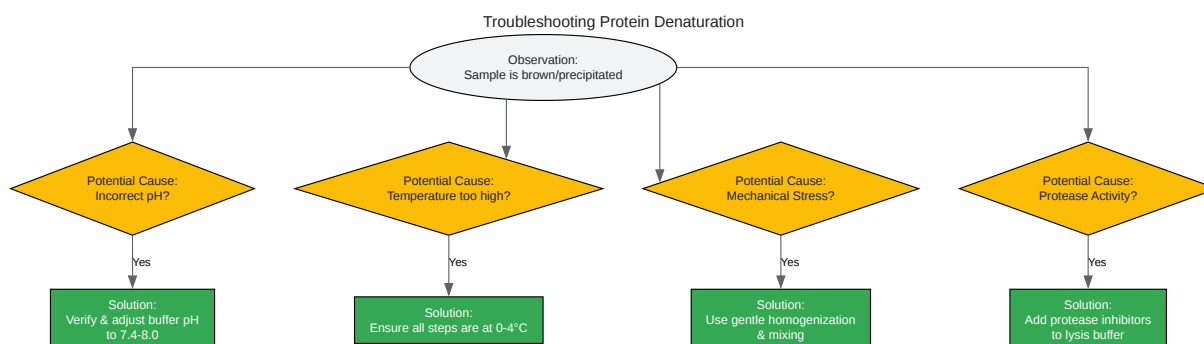 Troubleshooting Protein Denaturation
Observation:
Sample is brown/precipitated
Potential Cause:
Incorrect pH?
Potential Cause:
Temperature too high?
Potential Cause:
Mechanical Stress?
Potential Cause:
Protease Activity?
Yes
Yes
Yes
Yes
Solution:
Verify & adjust buffer pH
to 7.4-8.0
Solution:
Ensure all steps are at 0-4°C
Solution:
Use gentle homogenization
& mixing
Solution:
Add protease inhibitors
to lysis buffer